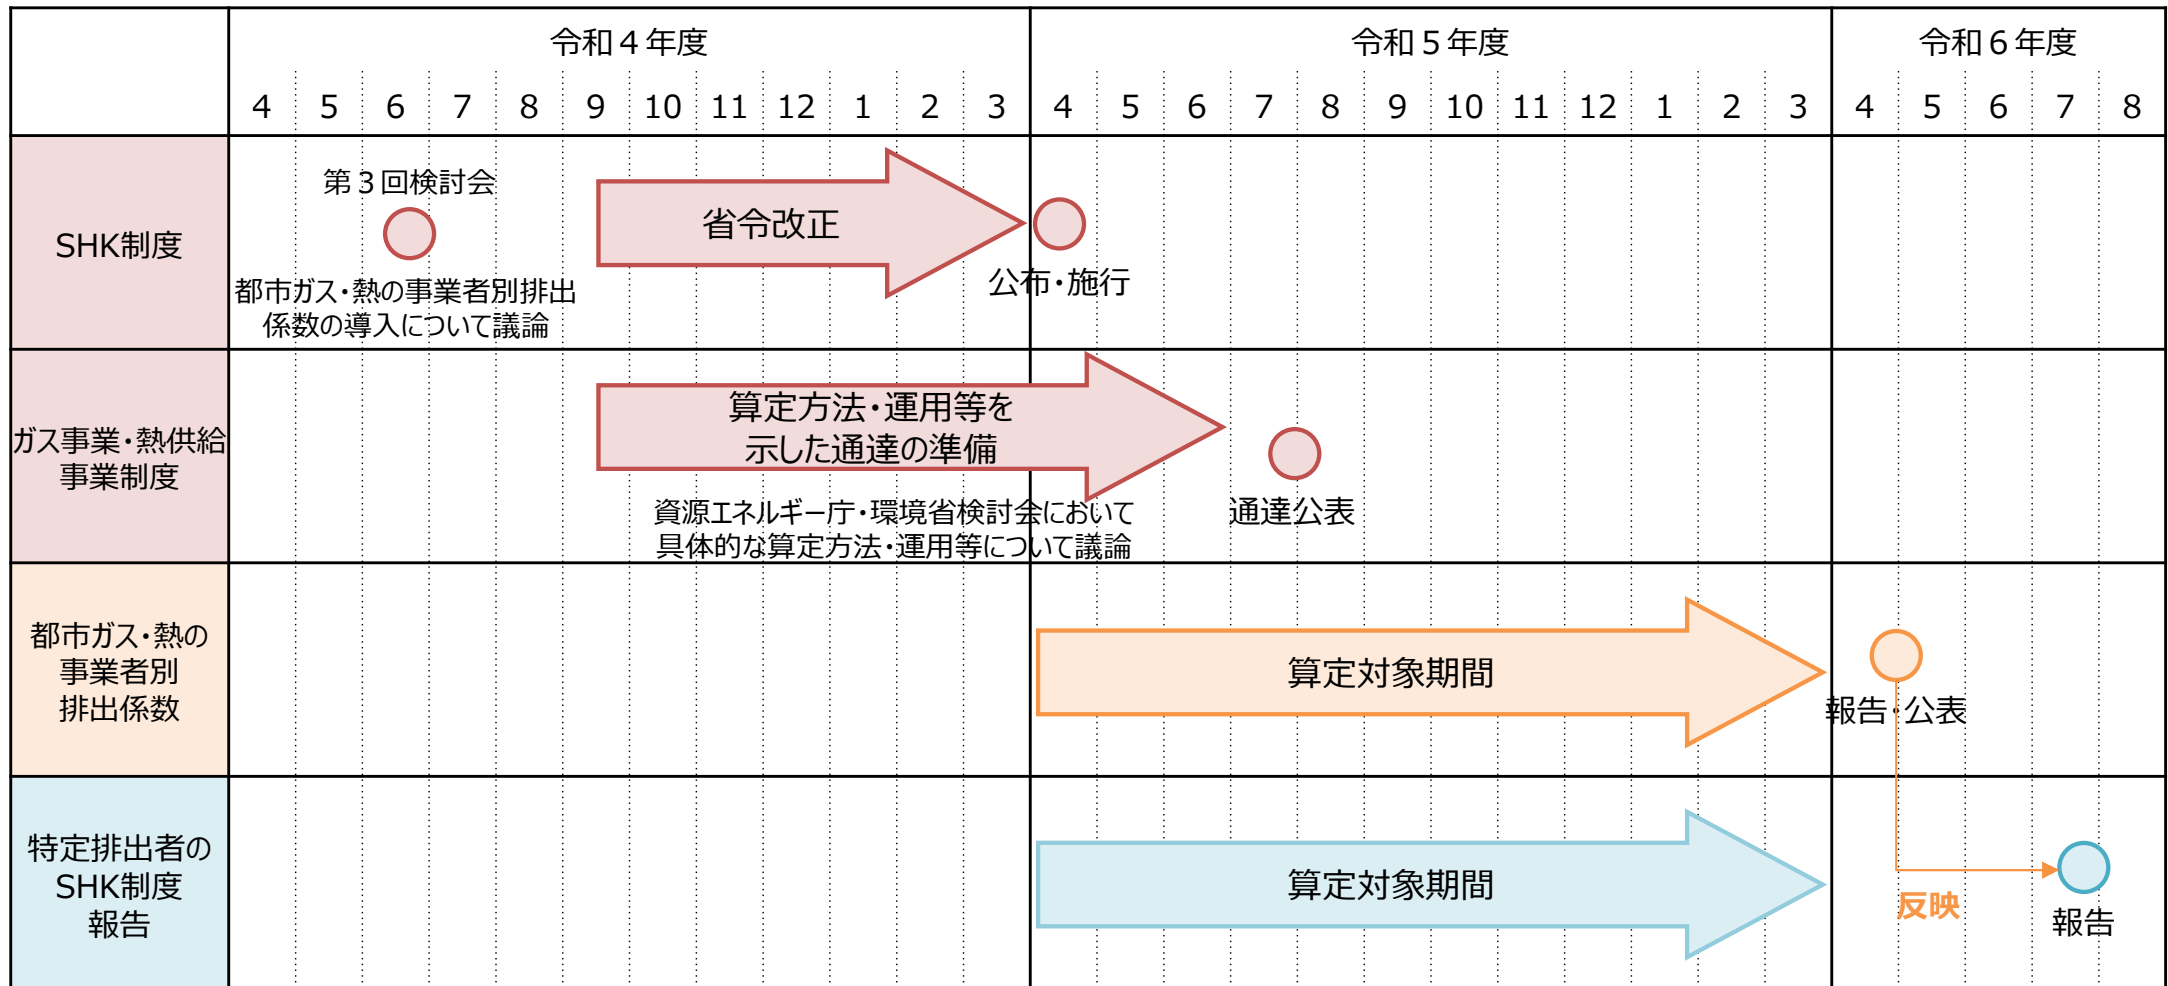 令和４年度
令和５年度
令和６年度
4 5 6 7 8 9 10 11 12 1 2 3 4 5 6 7 8 9 10 11 12 1 2 3 4 5 6 7 8
SHK制度
第３回検討会
都市ガス・熱の事業者別排出
係数の導入について議論
省令改正
公布・施行
ガス事業・熱供給
事業制度
算定方法・運用等を
示した通達の準備
資源エネルギー庁・環境省検討会において
具体的な算定方法・運用等について議論
通達公表
都市ガス・熱の
事業者別
排出係数
算定対象期間
報告・公表
特定排出者の
SHK制度
報告
算定対象期間
反映
報告